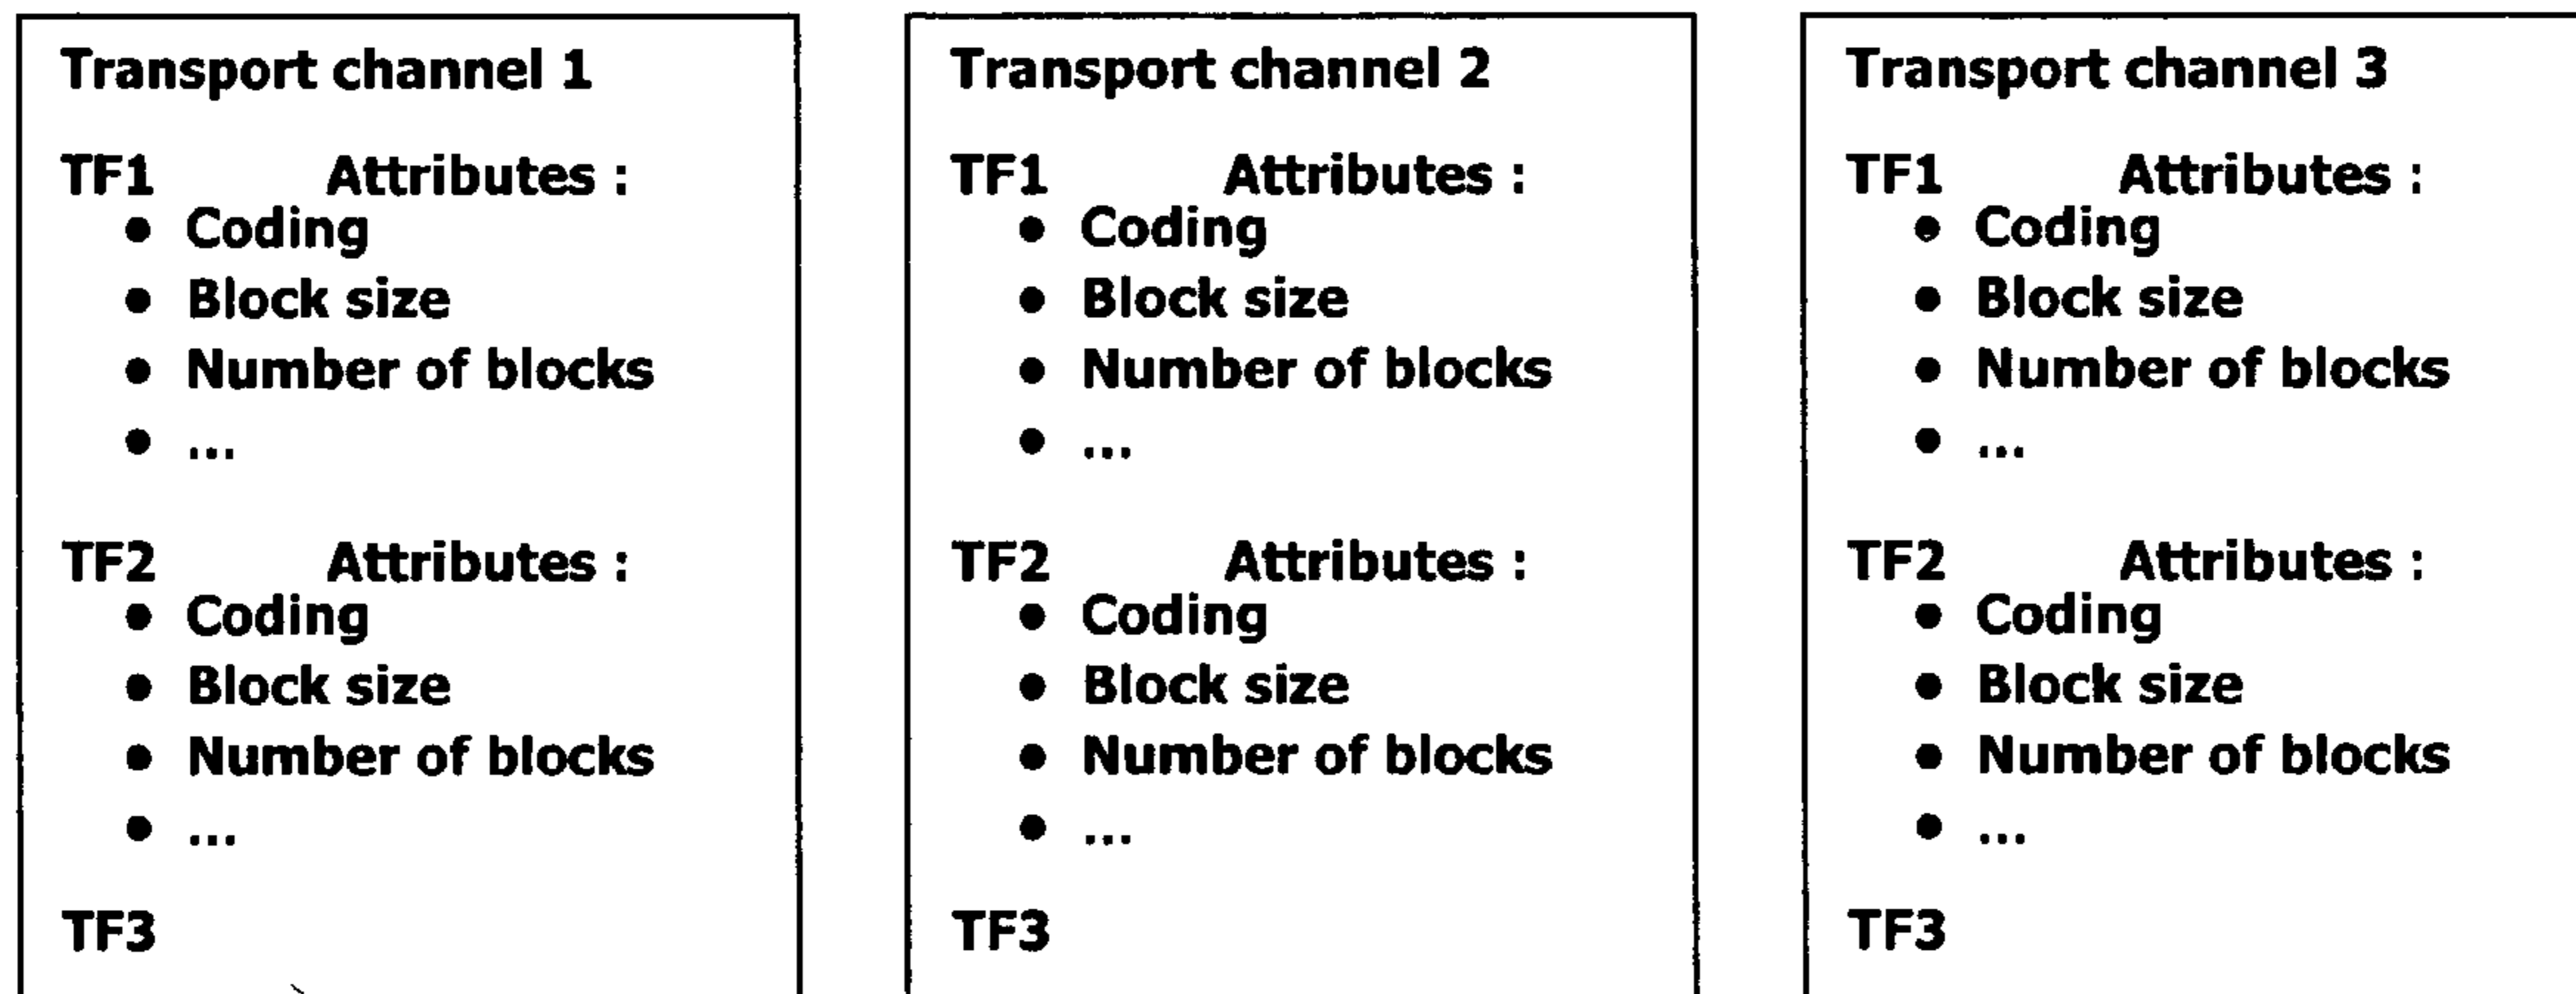 Transport channel 1
TF1 Attributes :
• Coding
• Block size
• Number of blocks
• ...
TF2 Attributes :
• Coding
• Block size
• Number of blocks
• ...
TF3
Transport channel 2
TF1 Attributes :
• Coding
• Block size
• Number of blocks
• ...
TF2 Attributes :
• Coding
• Block size
• Number of blocks
• ...
TF3
Transport channel 3
TF1 Attributes :
• Coding
• Block size
• Number of blocks
• ...
TF2 Attributes :
• Coding
• Block size
• Number of blocks
• ...
TF3